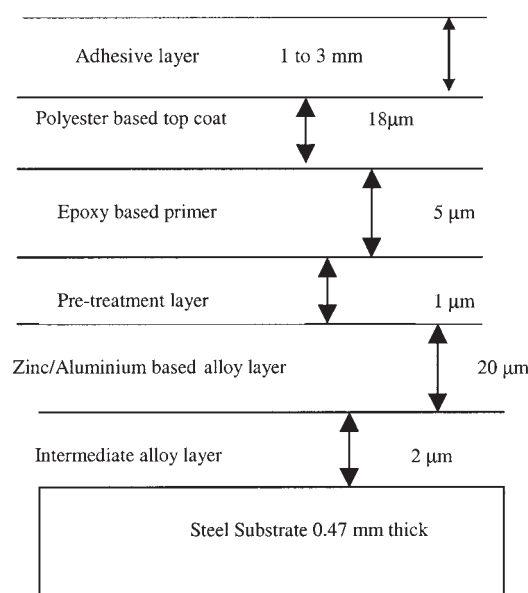 Adhesive layer 1 to 3 mm
Polyester based top coat 18μm
Epoxy based primer 5 μm
Pre-treatment layer 1 μm
Zinc/Aluminium based alloy layer 20 μm
Intermediate alloy layer 2 μm
Steel Substrate 0.47 mm thick